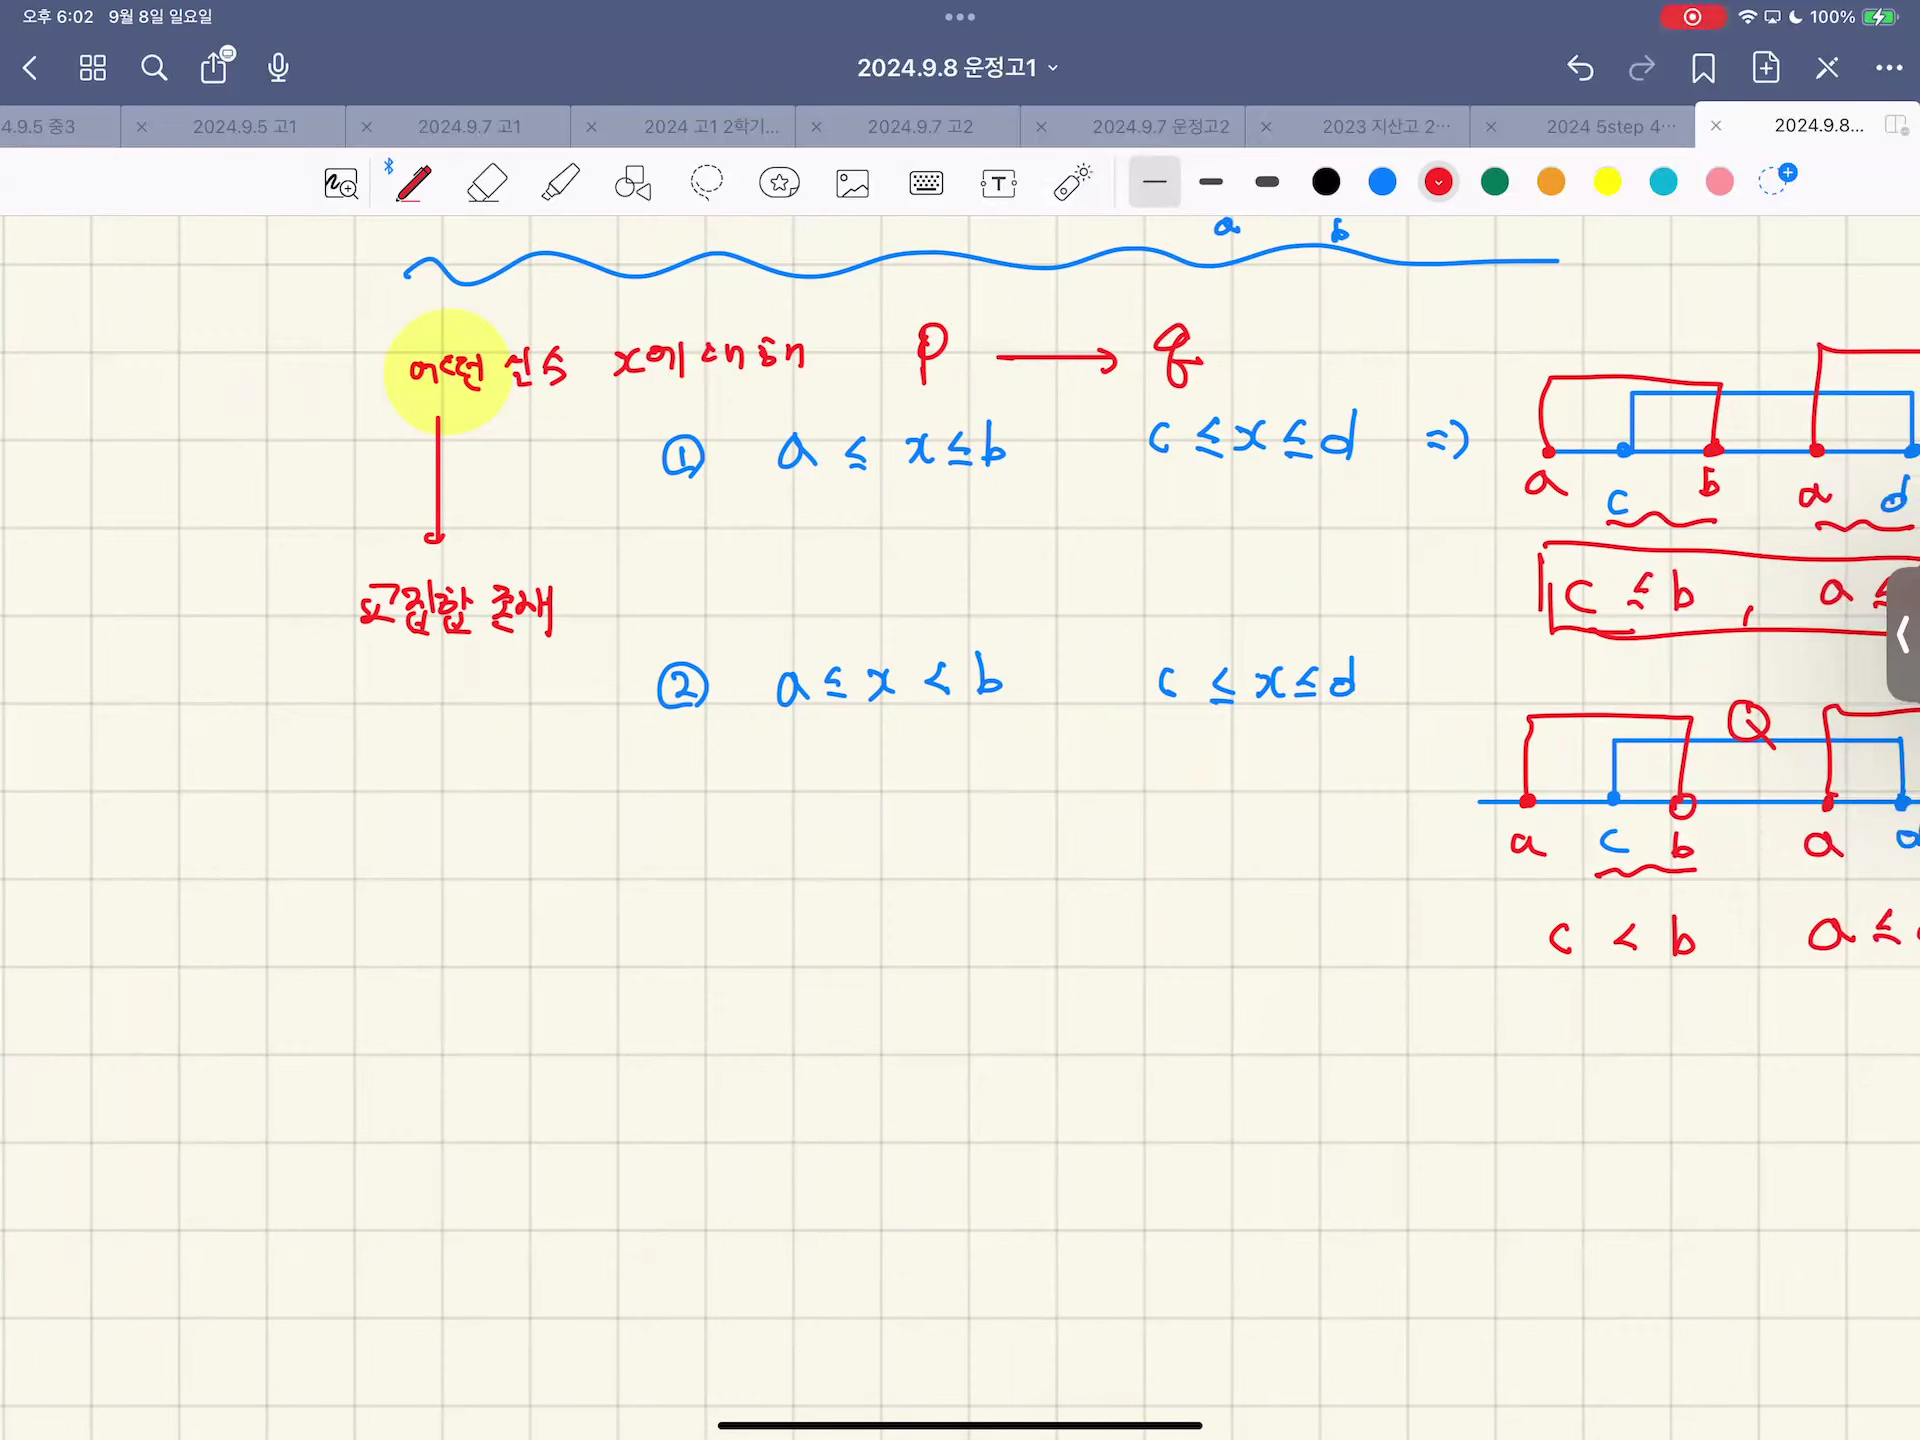 오후 6:02 9월 8일 일요일
100%
2024.9.8 운정고1
4.9.5 중3
2024.9.5 고1
2024.9.7 고1
2024 고1 2학기...
2024.9.7 고2
2024.9.7 운정고2
2023 지산고 2...
2024 5step 4...
2024.9.8...
T
a b
어떤 실수 x에 대해 P → q
① a ≤ x ≤ b c ≤ x ≤ d ⇒
a c b a d
교집합 존재
c ≤ b , a ≤
② a ≤ x < b c ≤ x ≤ d
Q
a c b a d
c < b a ≤